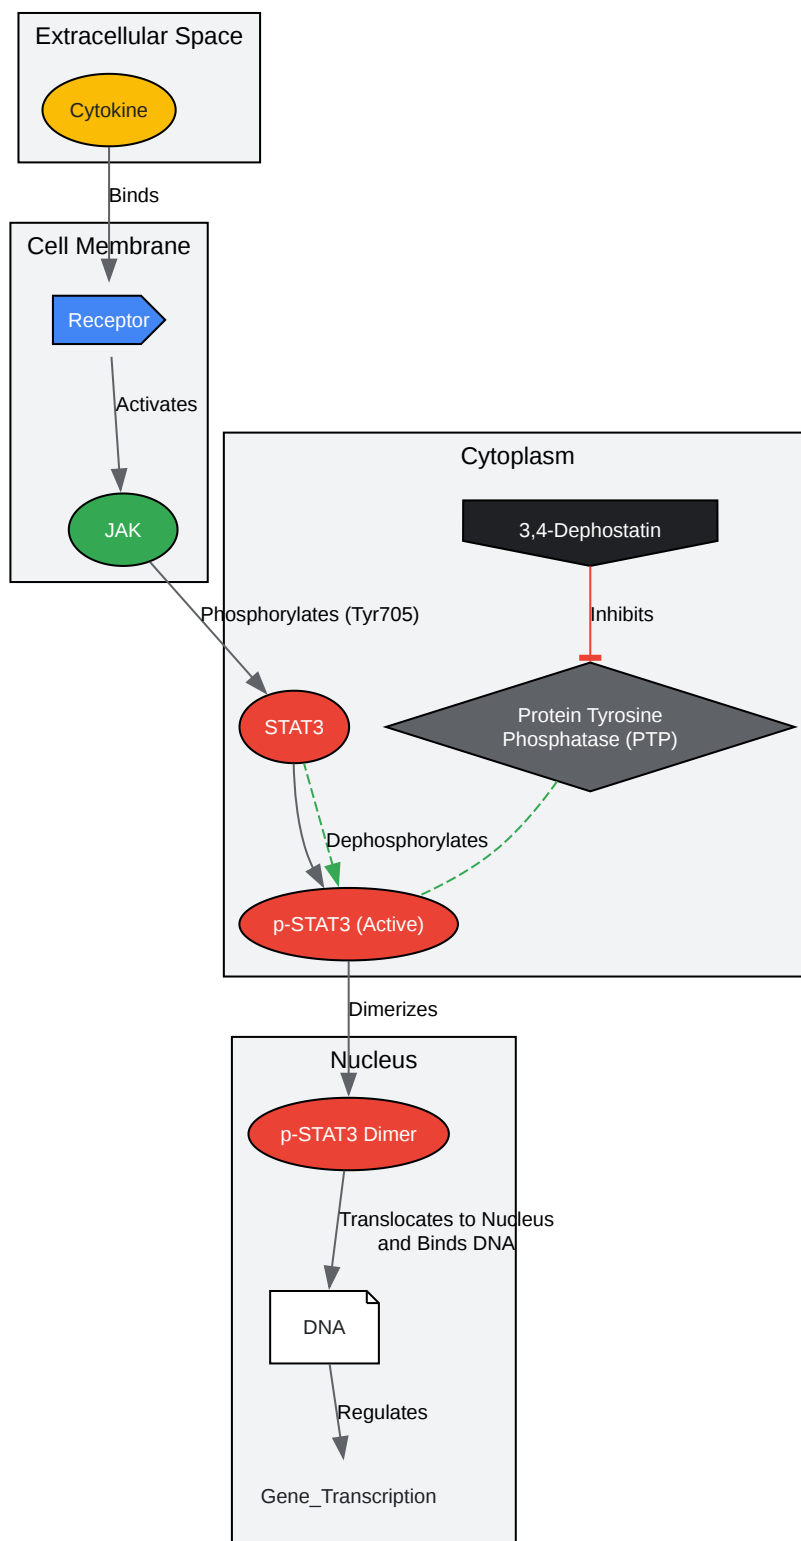 Extracellular Space
Cytokine
Binds
Cell Membrane
Receptor
Activates
JAK
Cytoplasm
3,4-Dephostatin
Phosphorylates (Tyr705)
Inhibits
STAT3
Protein Tyrosine
Phosphatase (PTP)
Dephosphorylates
p-STAT3 (Active)
Dimerizes
Nucleus
p-STAT3 Dimer
Translocates to Nucleus
and Binds DNA
DNA
Regulates
Gene_Transcription